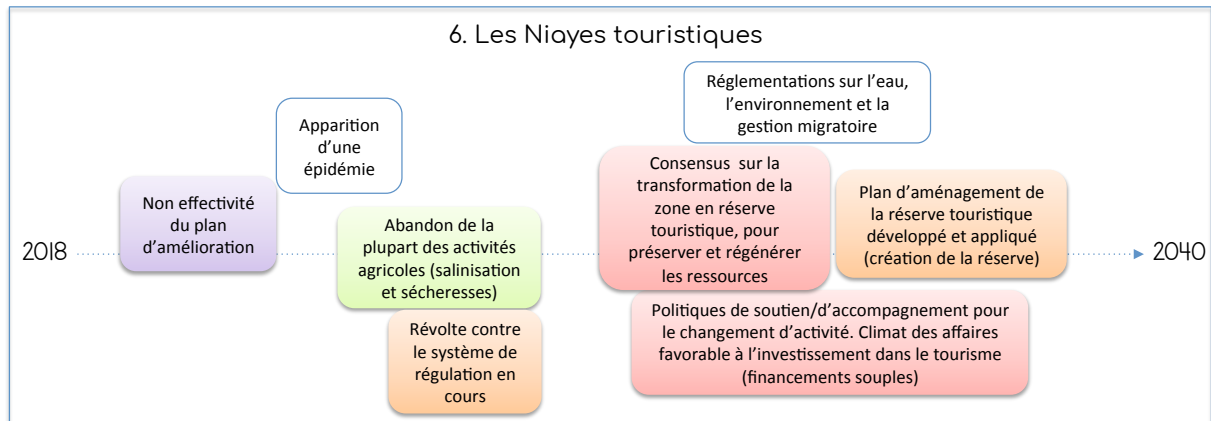 6. Les Niayes touristiques
2018
Non effectivité
du plan
d'amélioration
Apparition
d'une
épidémie
Abandon de la
plupart des activités
agricoles (salinisation
et sécheresses)
Révolte contre
le système de
régulation en
cours
Réglementations sur l'eau,
l'environnement et la
gestion migratoire
Consensus sur la
transformation de la
zone en réserve
touristique, pour
préserver et régénérer
les ressources
Politiques de soutien/d'accompagnement pour
le changement d'activité. Climat des affaires
favorable à l'investissement dans le tourisme
(financements souples)
Plan d'aménagement de
la réserve touristique
développé et appliqué
(création de la réserve)
2040